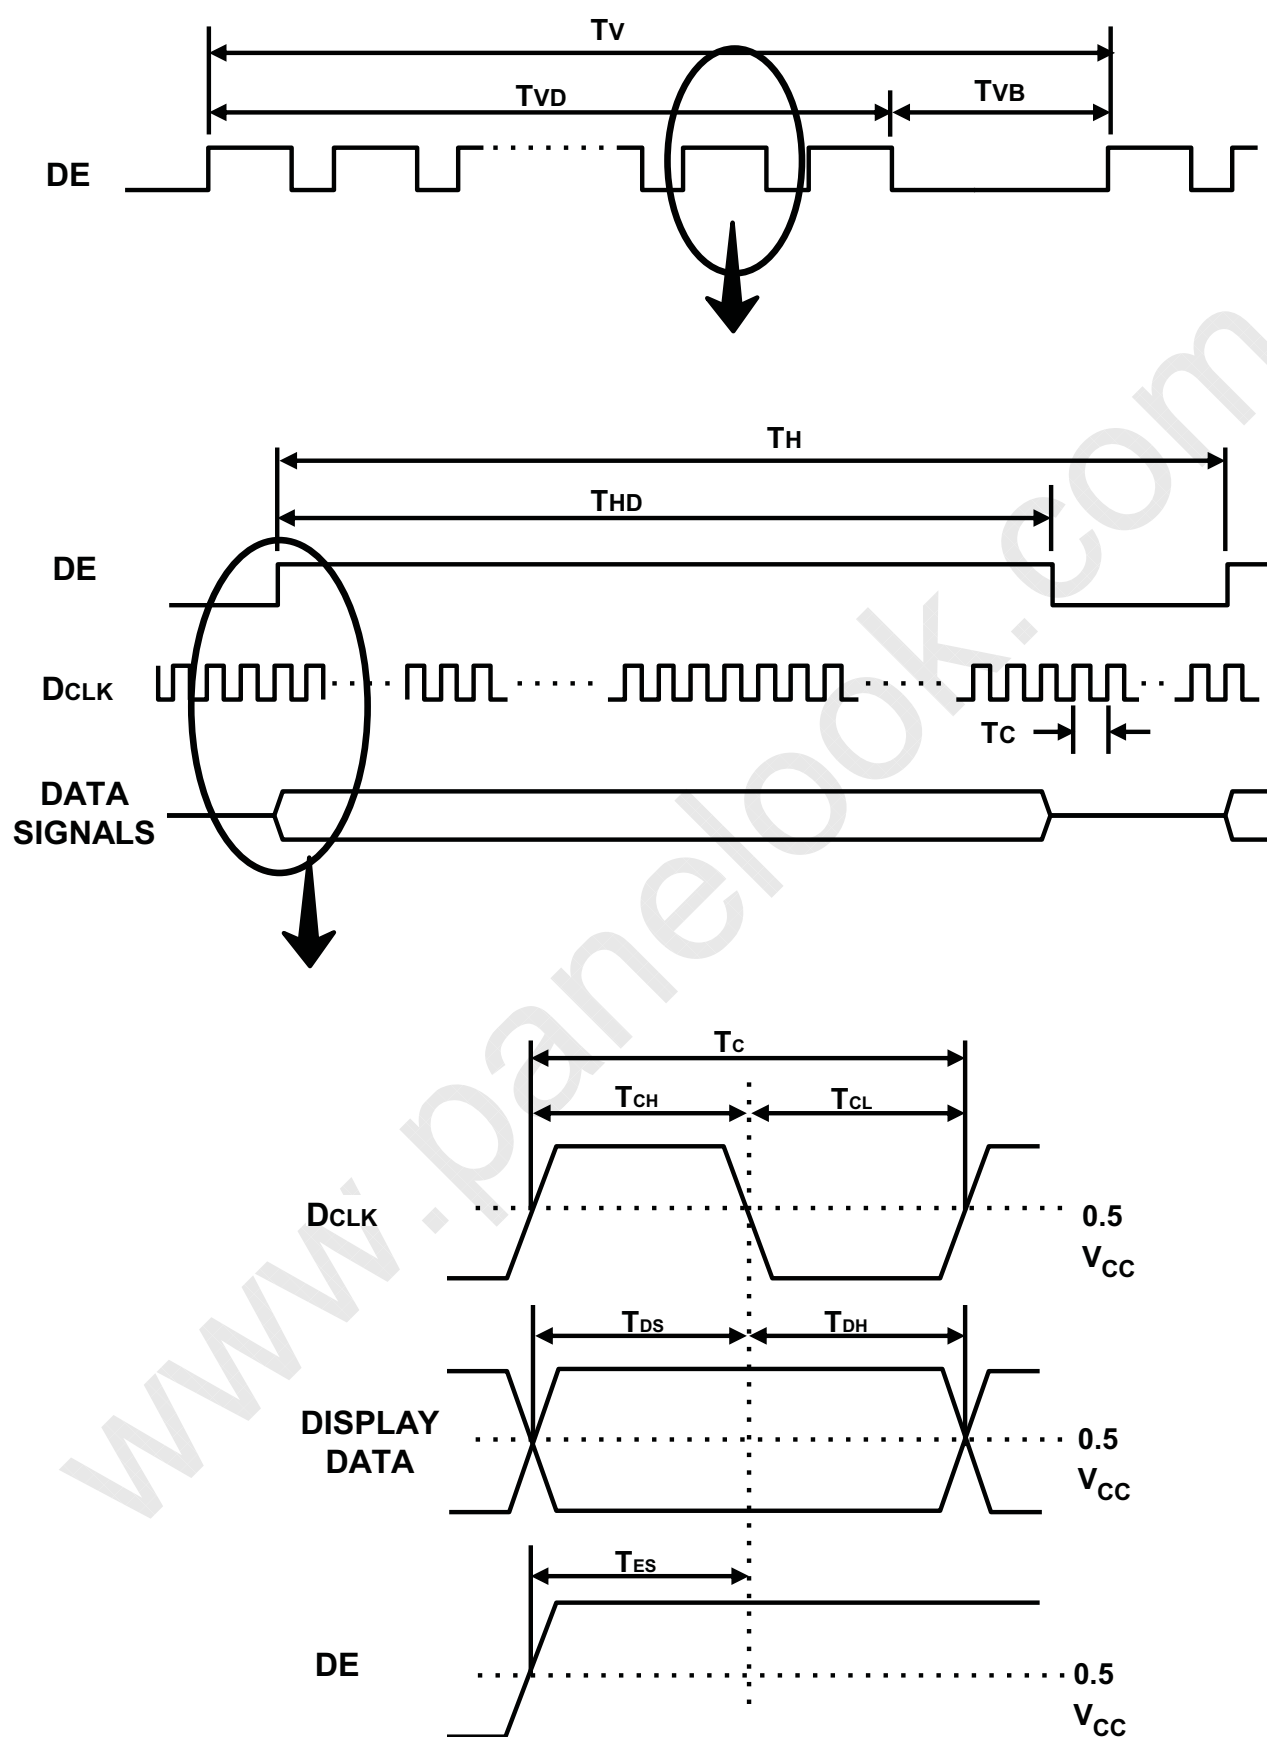 TV
TVD
TVB
DE
TH
THD
DE
DCLK
TC
DATA
SIGNALS
TC
TCH
TCL
DCLK
0.5
VCC
TDS
TDH
DISPLAY
DATA
0.5
VCC
TES
DE
0.5
VCC
www.panelook.com